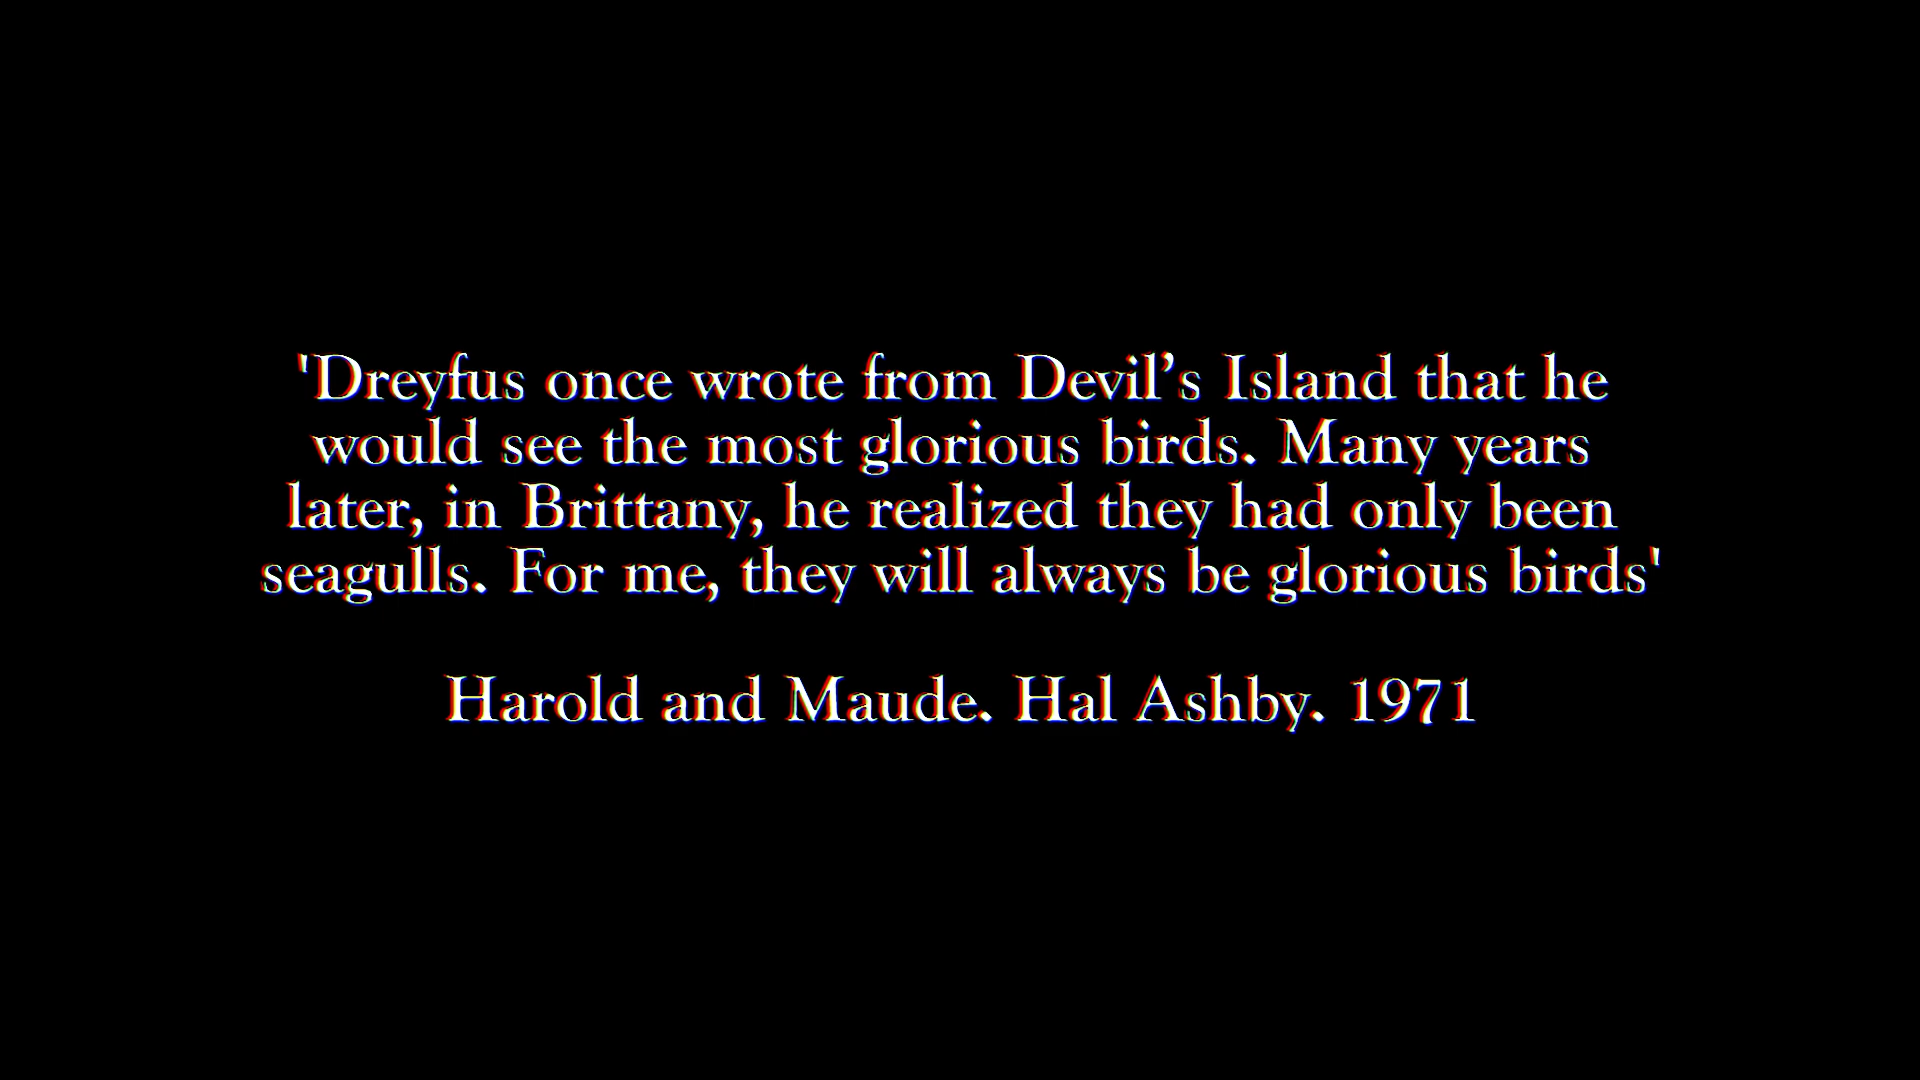 'Dreyfus once wrote from Devil’s Island that he
would see the most glorious birds. Many years
later, in Brittany, he realized they had only been
seagulls. For me, they will always be glorious birds'
Harold and Maude. Hal Ashby. 1971